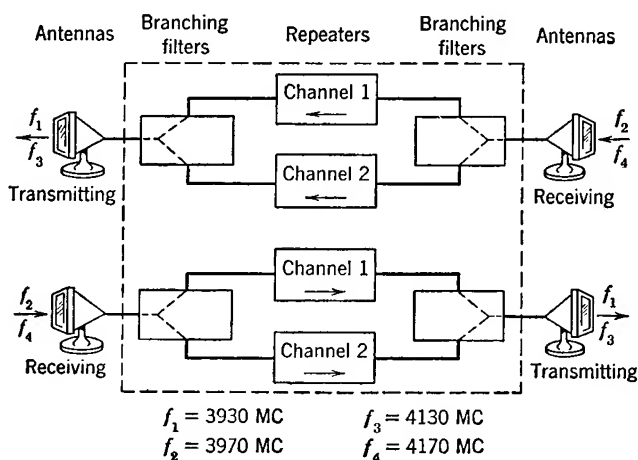 Antennas Branching filters Repeaters Branching filters Antennas
Channel 1
f₁
f₃
f₂
f₄
Channel 2
Transmitting
Receiving
Channel 1
f₂
f₄
f₁
f₃
Channel 2
Receiving
Transmitting
f₁ = 3930 MC f₃ = 4130 MC
f₂ = 3970 MC f₄ = 4170 MC